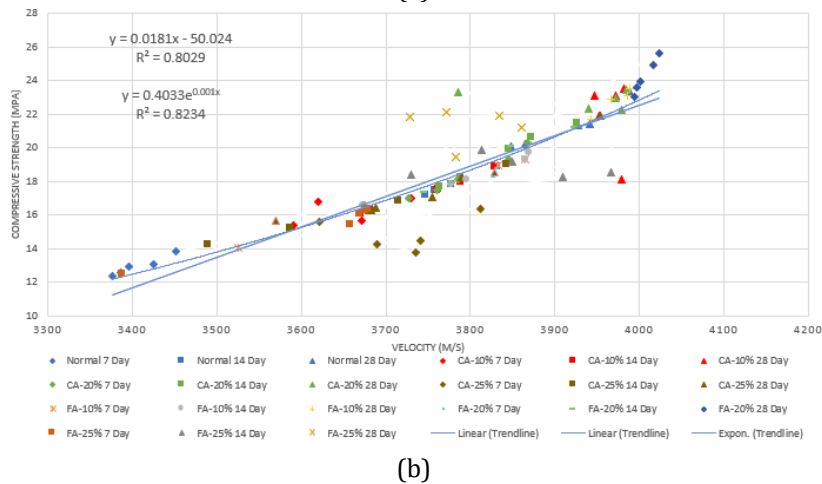 28
26
24
22
20
18
16
14
12
10
COMPRESSIVE STRENGTH (MPA)
y = 0.0181x - 50.024
R² = 0.8029
y = 0.4033e^0.001x
R² = 0.8234
3300 3400 3500 3600 3700 3800 3900 4000 4100 4200
VELOCITY (M/S)
Normal 7 Day Normal 14 Day Normal 28 Day CA-10% 7 Day CA-10% 14 Day CA-10% 28 Day
CA-20% 7 Day CA-20% 14 Day CA-20% 28 Day CA-25% 7 Day CA-25% 14 Day CA-25% 28 Day
FA-10% 7 Day FA-10% 14 Day FA-10% 28 Day FA-20% 7 Day FA-20% 14 Day FA-20% 28 Day
FA-25% 7 Day FA-25% 14 Day FA-25% 28 Day Linear (Trendline) Linear (Trendline) Expon. (Trendline)
(b)